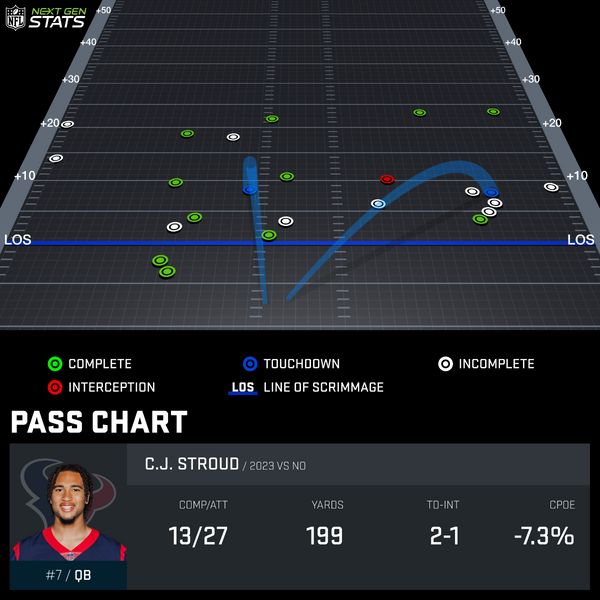 NFL NEXT GEN STATS
+50 +50
+40 +40
+30 +30
+20 +20
+10 +10
LOS LOS
COMPLETE TOUCHDOWN INCOMPLETE
INTERCEPTION LOS LINE OF SCRIMMAGE
PASS CHART
C.J. STROUD / 2023 VS NO
COMP/ATT YARDS TD-INT CPOE
13/27 199 2-1 -7.3%
#7 / QB